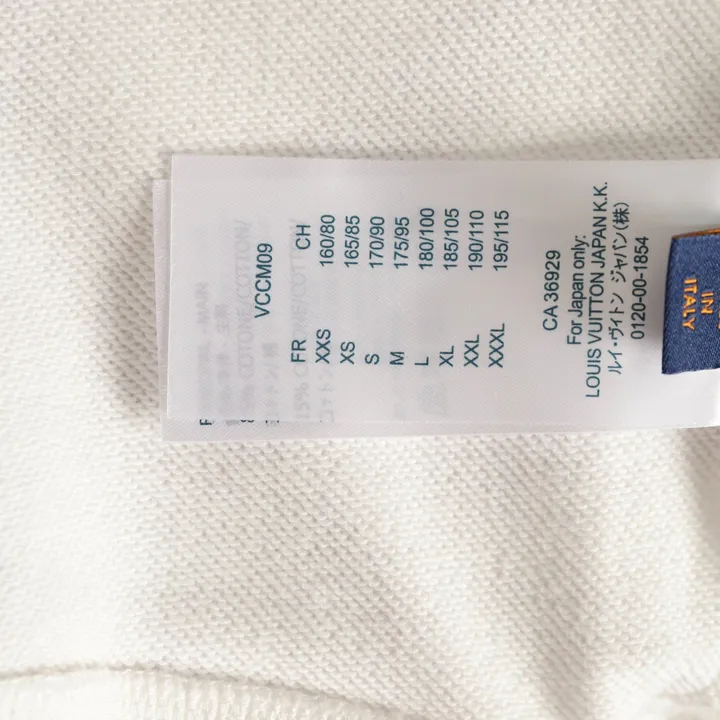 VCCM09
FR CH
XXS 160/80
XS 165/85
S 170/90
M 175/95
L 180/100
XL 185/105
XXL 190/110
XXXL 195/115
CA 36929
For Japan only:
LOUIS VUITTON JAPAN K.K.
ルイ・ヴィトン ジャパン(株)
0120-00-1854
IN
ITALY